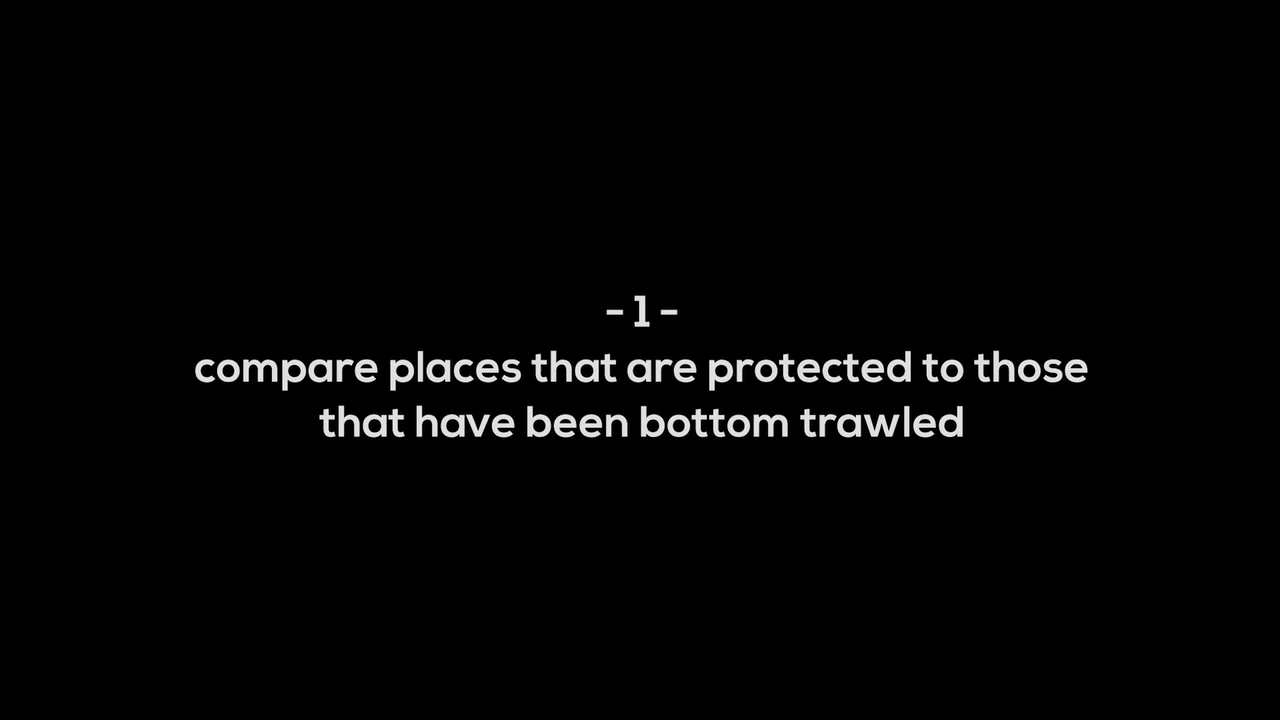 - 1 -
compare places that are protected to those
that have been bottom trawled